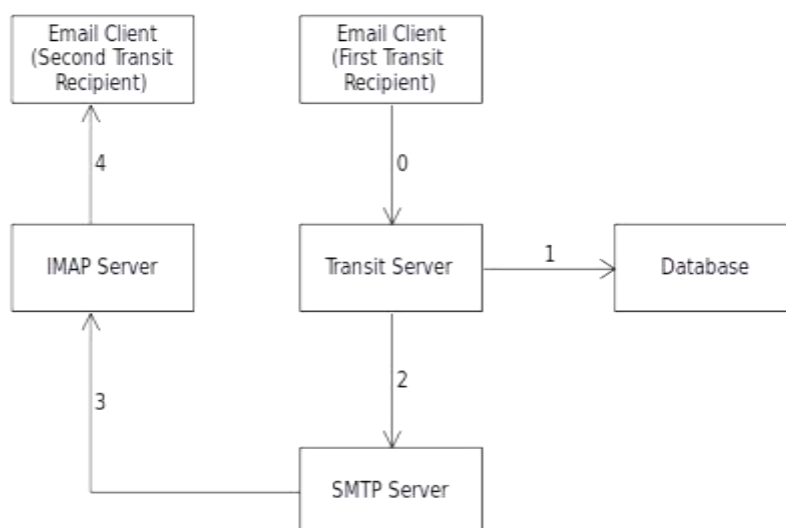 Email Client
(Second Transit
Recipient)
Email Client
(First Transit
Recipient)
4
0
IMAP Server
Transit Server
1
Database
3
2
SMTP Server